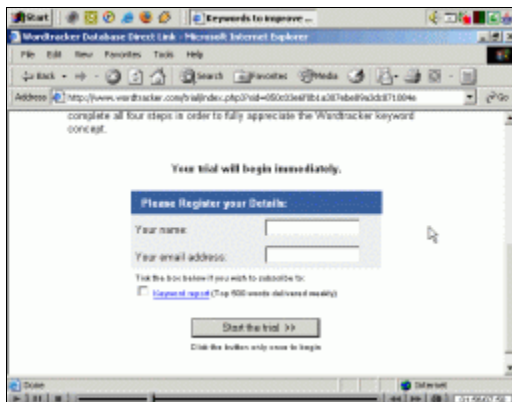 Start
Keywords to improve ...
Wordtracker Database Direct Link - Microsoft Internet Explorer
File Edit View Favorites Tools Help
Back Search Favorites Media
Address Go
complete all four steps in order to fully appreciate the Wordtracker keyword
concept.
Your trial will begin immediately.
Please Register your Details:
Your name:
Your email address:
Tick the box below if you wish to subscribe to:
Keyword report (Top 500 words delivered weekly)
Start the trial >>
Click the button only once to begin
Done Internet